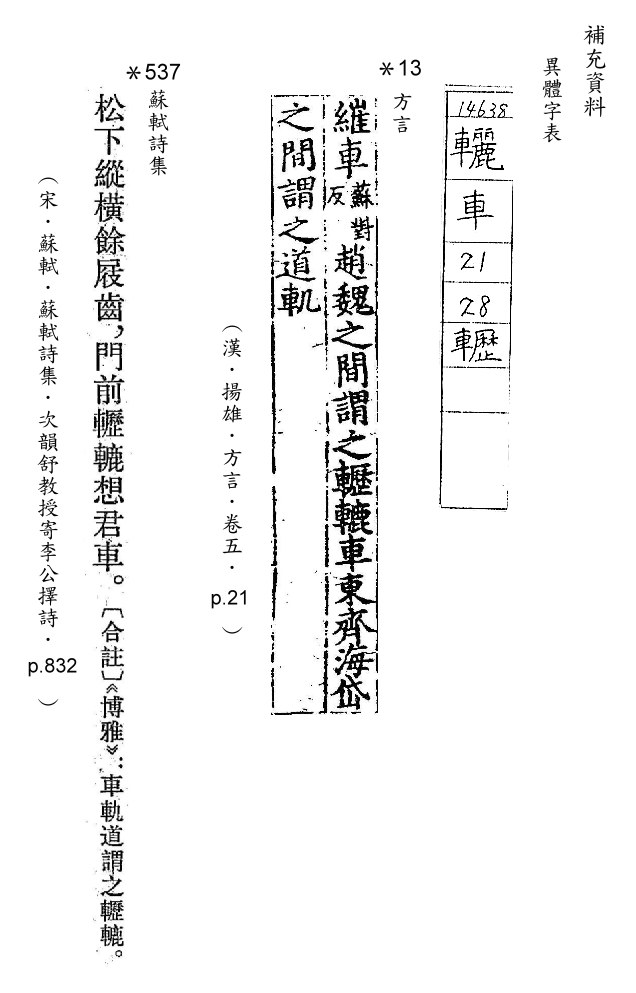 補充資料
異體字表
14638
轣
車
21
28
轣
*13
方言
維車蘇對反趙魏之間謂之轣轆車東齊海岱
之間謂之道軌
(漢．揚雄．方言．卷五．p.21)
*537
蘇軾詩集
松下縱橫餘屐齒,門前轣轆想君車。〔合註〕《博雅》:車軌道謂之轣轆。
(宋．蘇軾．蘇軾詩集．次韻舒教授寄李公擇詩．p.832)